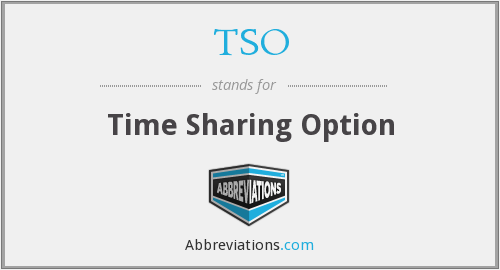 TSO
stands for
Time Sharing Option
ABBREVIATIONS
Abbreviations.com